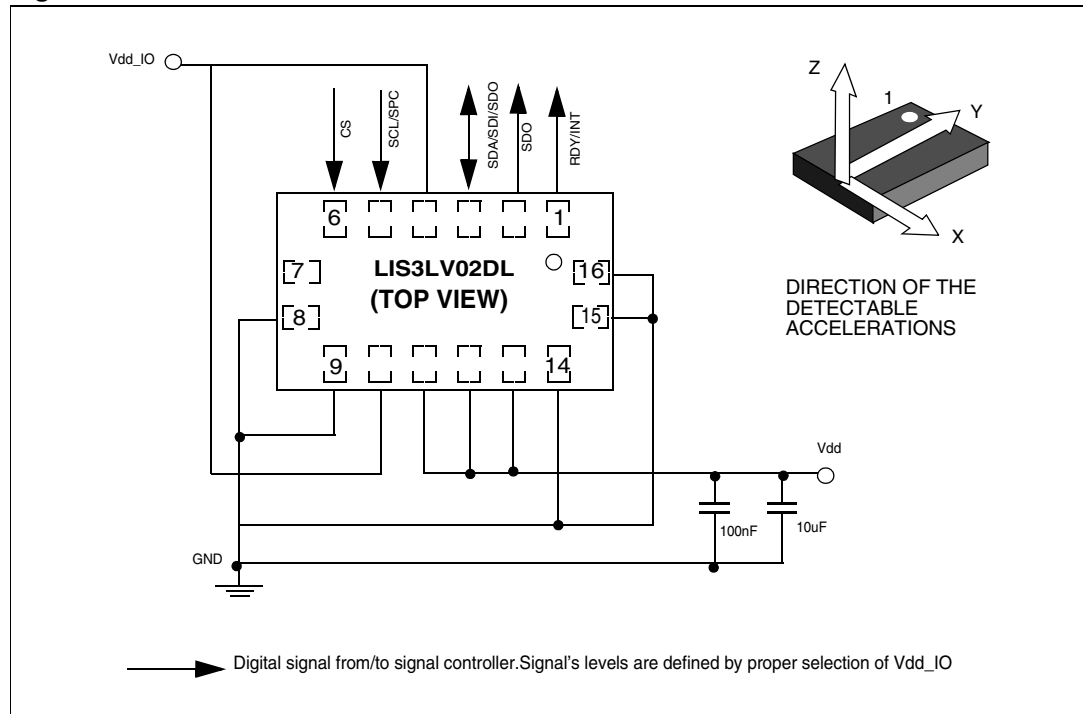 Vdd_IO
CS
SCL/SPC
SDA/SDI/SDO
SDO
RDY/INT
Z
1
Y
X
6
1
7
LIS3LV02DL
16
8
(TOP VIEW)
15
9
14
DIRECTION OF THE
DETECTABLE
ACCELERATIONS
Vdd
100nF
10uF
GND
Digital signal from/to signal controller.Signal's levels are defined by proper selection of Vdd_IO